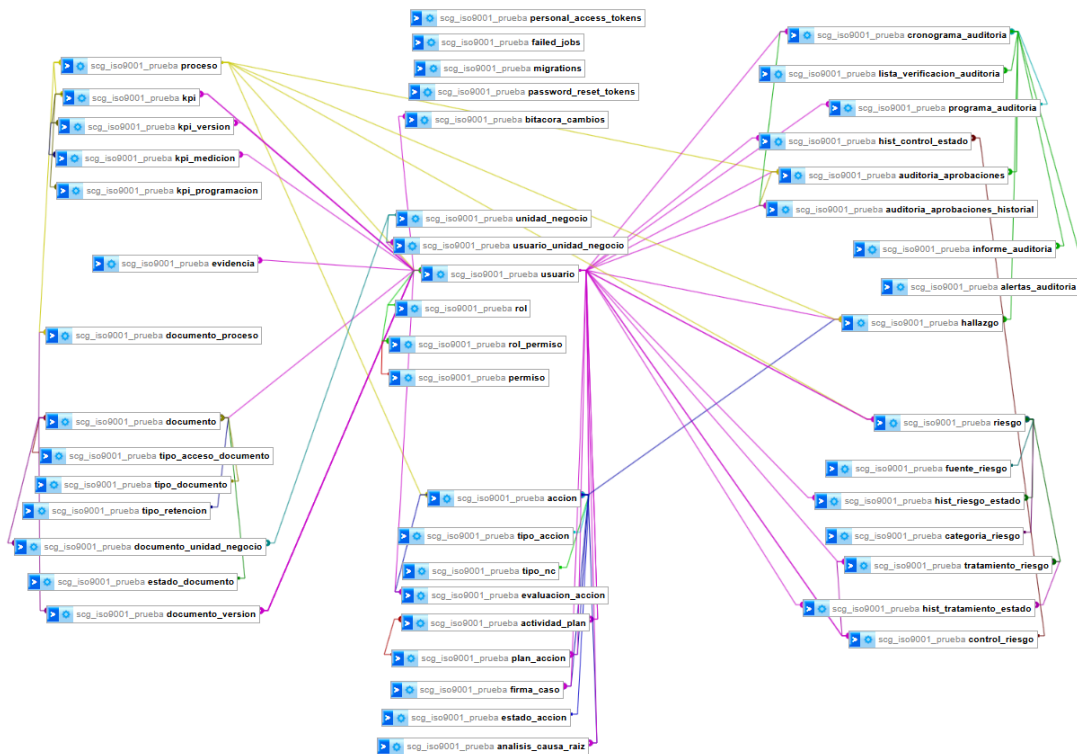 scg_iso9001_prueba personal_access_tokens
scg_iso9001_prueba failed_jobs
scg_iso9001_prueba migrations
scg_iso9001_prueba password_reset_tokens
scg_iso9001_prueba bitacora_cambios
scg_iso9001_prueba proceso
scg_iso9001_prueba kpi
scg_iso9001_prueba kpi_version
scg_iso9001_prueba kpi_medicion
scg_iso9001_prueba kpi_programacion
scg_iso9001_prueba evidencia
scg_iso9001_prueba documento_proceso
scg_iso9001_prueba documento
scg_iso9001_prueba tipo_acceso_documento
scg_iso9001_prueba tipo_documento
scg_iso9001_prueba tipo_retencion
scg_iso9001_prueba documento_unidad_negocio
scg_iso9001_prueba estado_documento
scg_iso9001_prueba documento_version
scg_iso9001_prueba unidad_negocio
scg_iso9001_prueba usuario_unidad_negocio
scg_iso9001_prueba usuario
scg_iso9001_prueba rol
scg_iso9001_prueba rol_permiso
scg_iso9001_prueba permiso
scg_iso9001_prueba accion
scg_iso9001_prueba tipo_accion
scg_iso9001_prueba tipo_nc
scg_iso9001_prueba evaluacion_accion
scg_iso9001_prueba actividad_plan
scg_iso9001_prueba plan_accion
scg_iso9001_prueba firma_caso
scg_iso9001_prueba estado_accion
scg_iso9001_prueba analisis_causa_raiz
scg_iso9001_prueba cronograma_auditoria
scg_iso9001_prueba lista_verificacion_auditoria
scg_iso9001_prueba programa_auditoria
scg_iso9001_prueba hist_control_estado
scg_iso9001_prueba auditoria_aprobaciones
scg_iso9001_prueba auditoria_aprobaciones_historial
scg_iso9001_prueba informe_auditoria
scg_iso9001_prueba alertas_auditoria
scg_iso9001_prueba hallazgo
scg_iso9001_prueba riesgo
scg_iso9001_prueba fuente_riesgo
scg_iso9001_prueba hist_riesgo_estado
scg_iso9001_prueba categoria_riesgo
scg_iso9001_prueba tratamiento_riesgo
scg_iso9001_prueba hist_tratamiento_estado
scg_iso9001_prueba control_riesgo